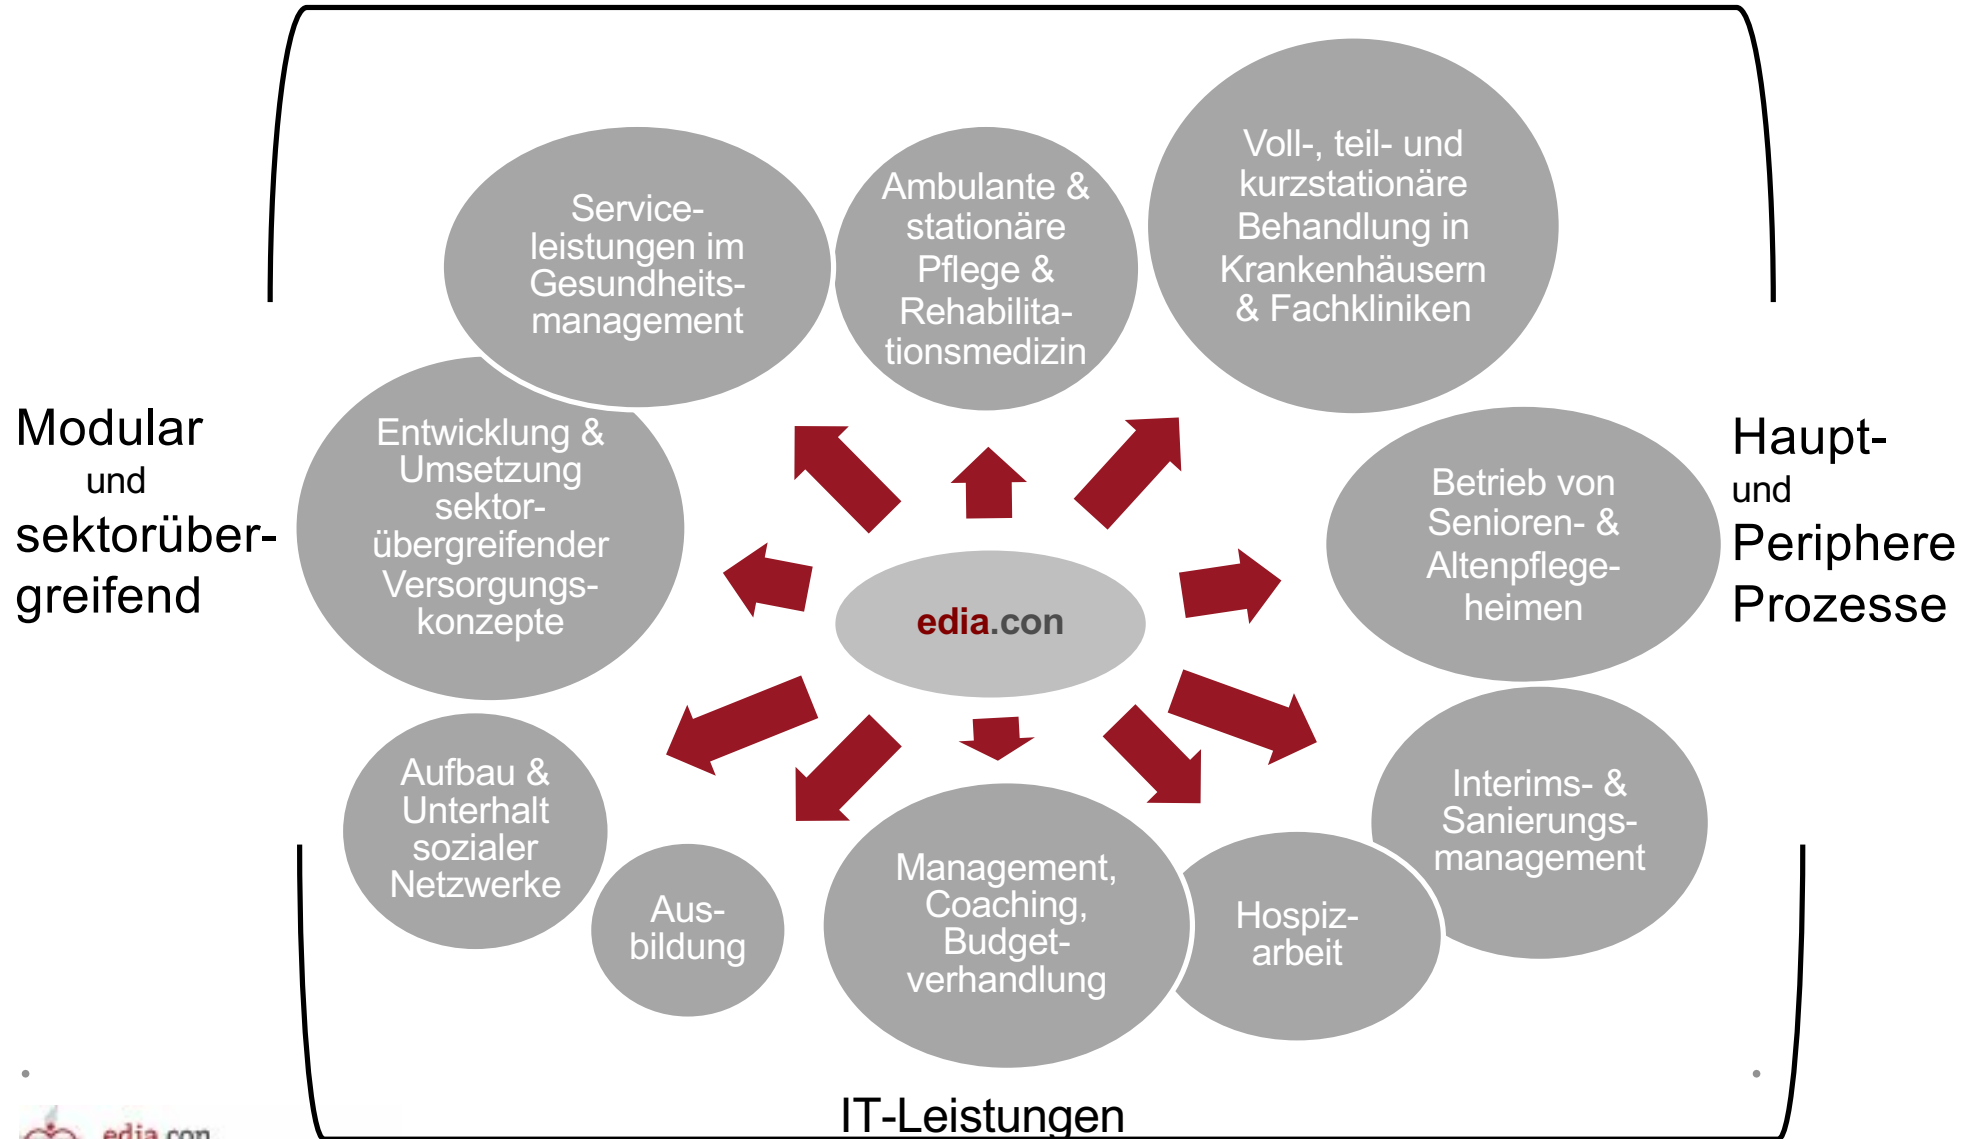 Voll-, teil- und
kurzstationäre
Behandlung in
Krankenhäusern
& Fachkliniken
Ambulante &
stationäre
Pflege &
Rehabilita-
tionsmedizin
Service-
leistungen im
Gesundheits-
management
Modular
und
sektorüber-
greifend
Entwicklung &
Umsetzung
sektor-
übergreifender
Versorgungs-
konzepte
Betrieb von
Senioren- &
Altenpflege-
heimen
Haupt-
und
Periphere
Prozesse
edia.con
Aufbau &
Unterhalt
sozialer
Netzwerke
Aus-
bildung
Management,
Coaching,
Budget-
verhandlung
Hospiz-
arbeit
Interims- &
Sanierungs-
management
IT-Leistungen
edia.con